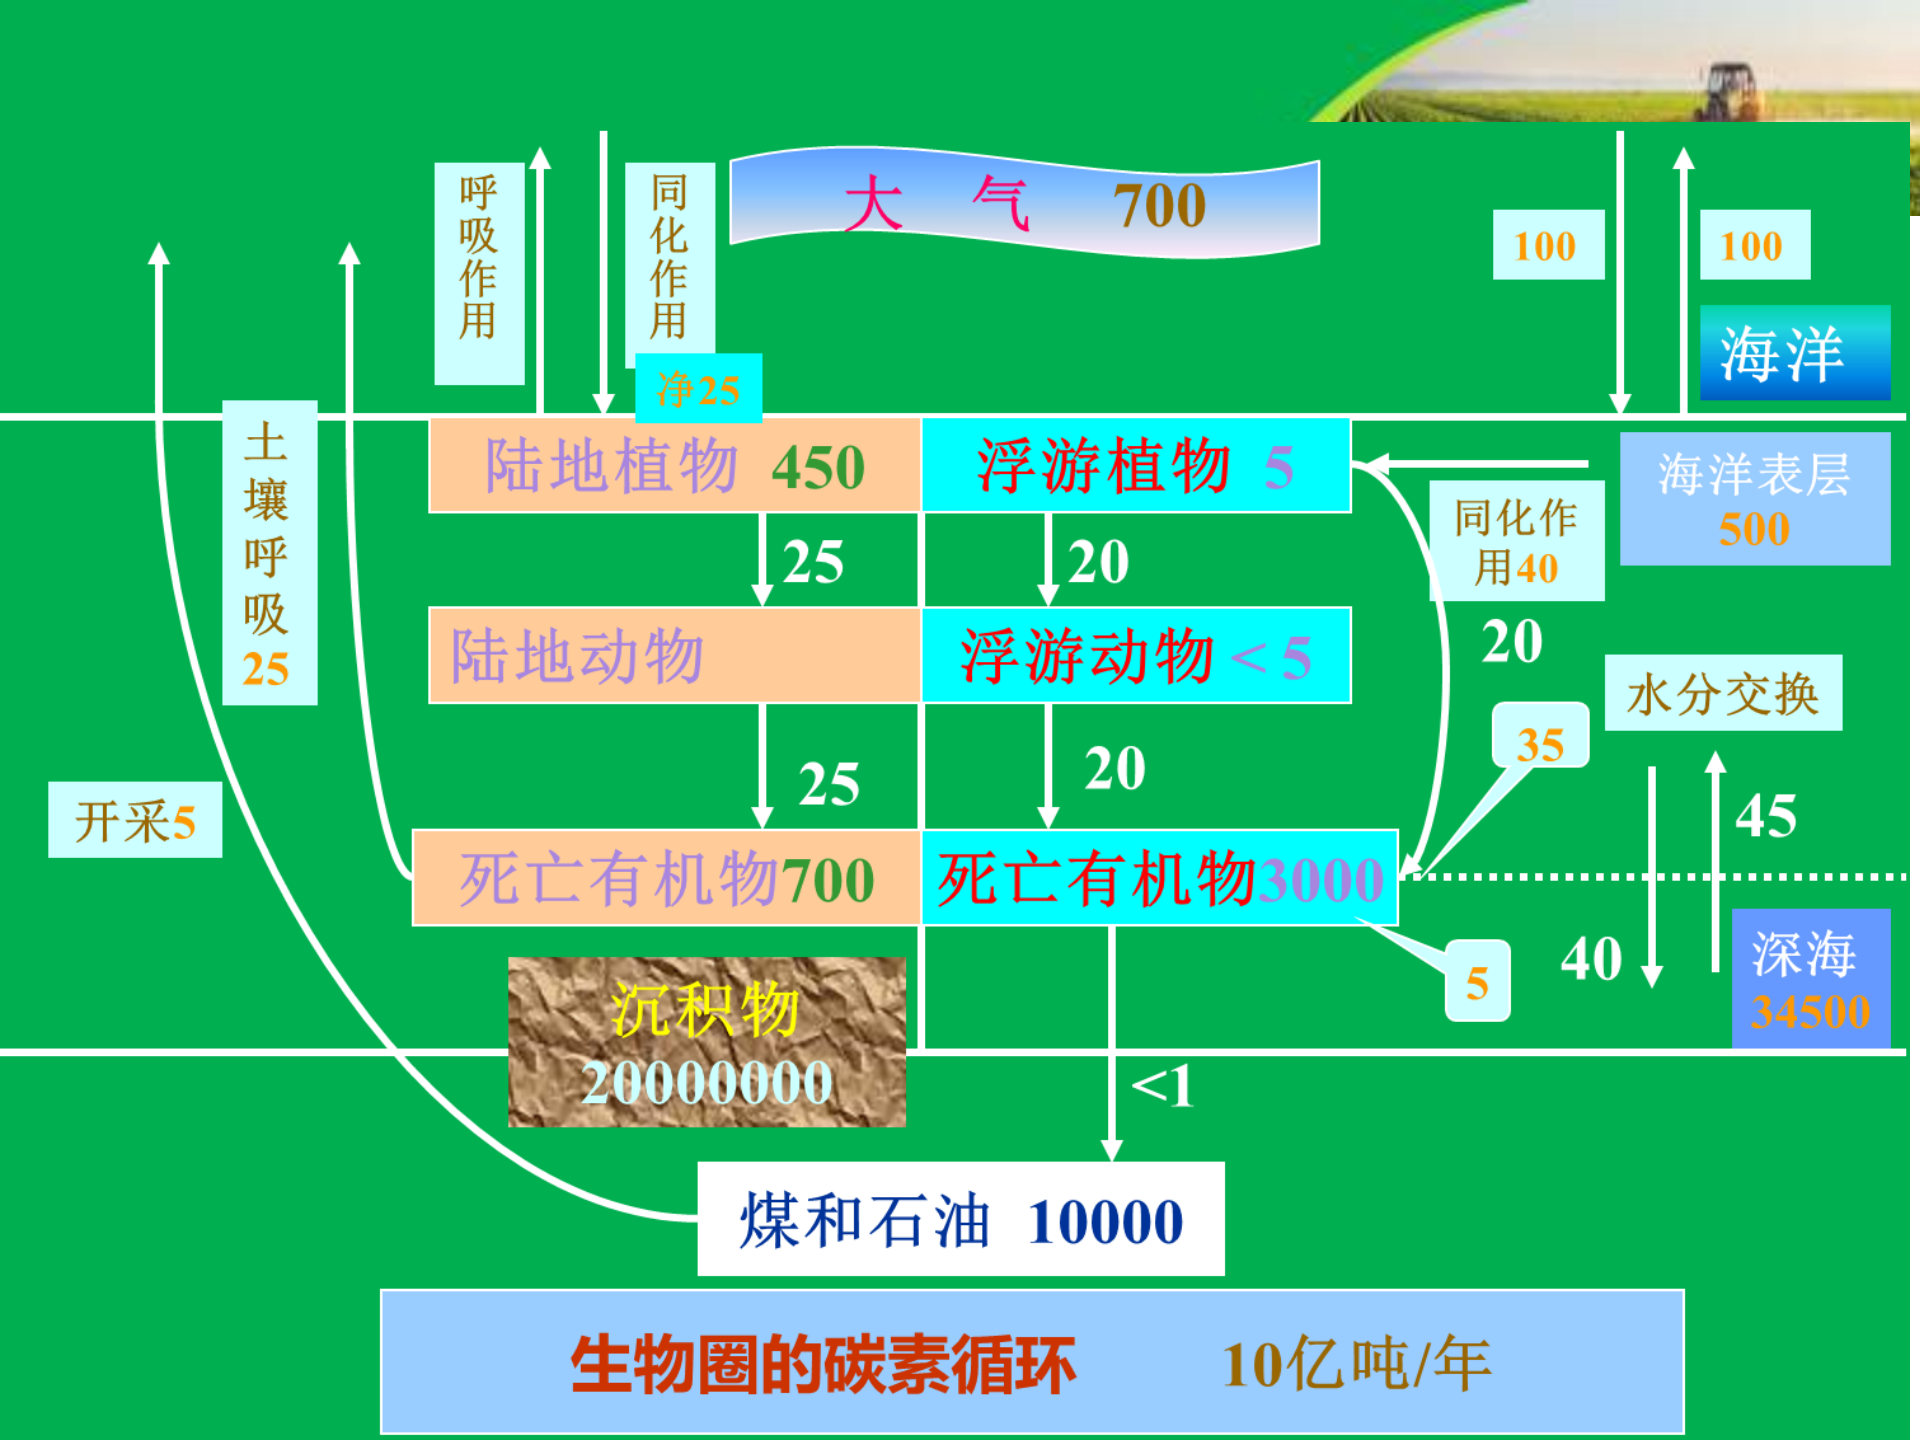 大 气 700
呼吸作用
同化作用
净25
100
100
海洋
土壤呼吸25
陆地植物 450
浮游植物 5
海洋表层
500
同化作
用40
25
20
20
陆地动物
浮游动物<5
水分交换
35
25
20
45
开采5
死亡有机物700
死亡有机物3000
40
5
深海
34500
沉积物
20000000
<1
煤和石油 10000
生物圈的碳素循环 10亿吨/年